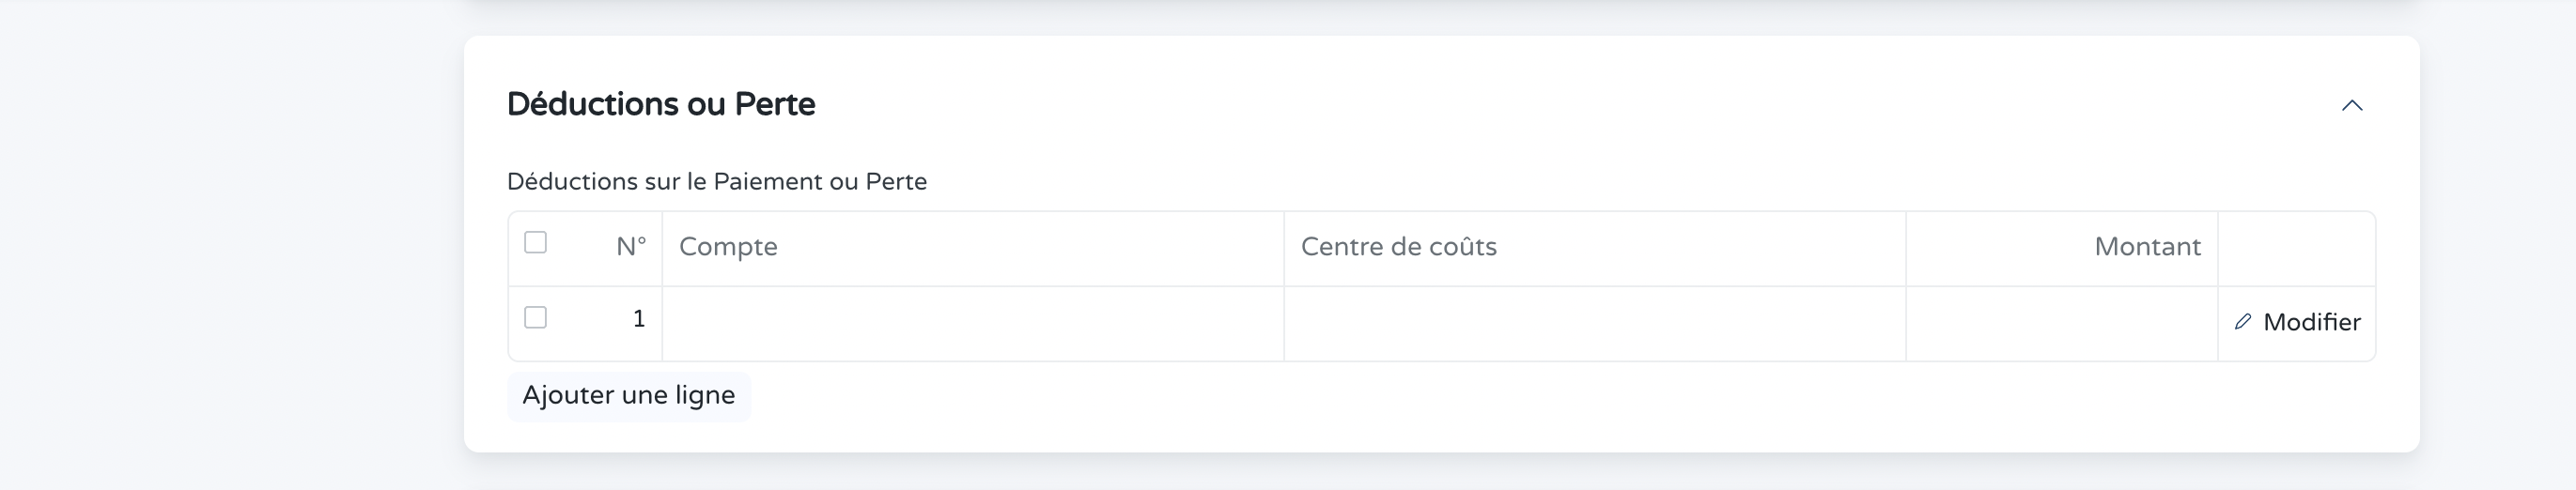 Déductions ou Perte
Déductions sur le Paiement ou Perte
N° Compte Centre de coûts Montant
1 Modifier
Ajouter une ligne